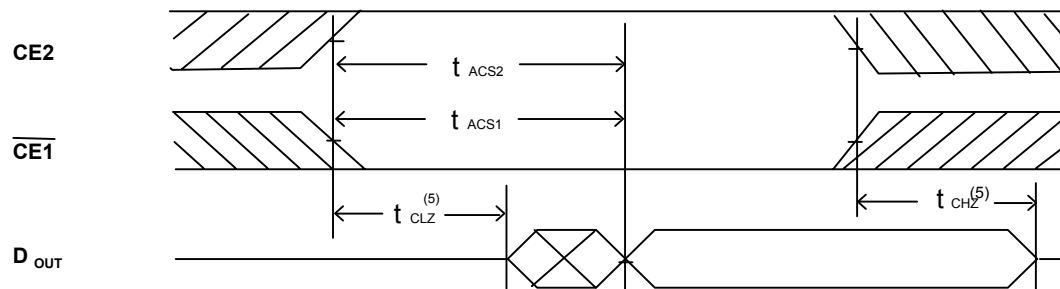 CE2
t ACS2
t ACS1
CE1
t CLZ (5)
t CHZ (5)
D OUT